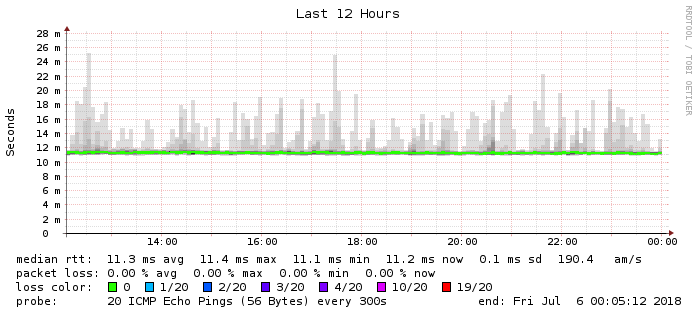 Last 12 Hours
RRDTOOL / TOBI OETIKER
Seconds
28 m
26 m
24 m
22 m
20 m
18 m
16 m
14 m
12 m
10 m
8 m
6 m
4 m
2 m
0
14:00 16:00 18:00 20:00 22:00 00:00
median rtt: 11.3 ms avg 11.4 ms max 11.1 ms min 11.2 ms now 0.1 ms sd 190.4 am/s
packet loss: 0.00 % avg 0.00 % max 0.00 % min 0.00 % now
loss color: 0 1/20 2/20 3/20 4/20 10/20 19/20
probe: 20 ICMP Echo Pings (56 Bytes) every 300s end: Fri Jul 6 00:05:12 2018